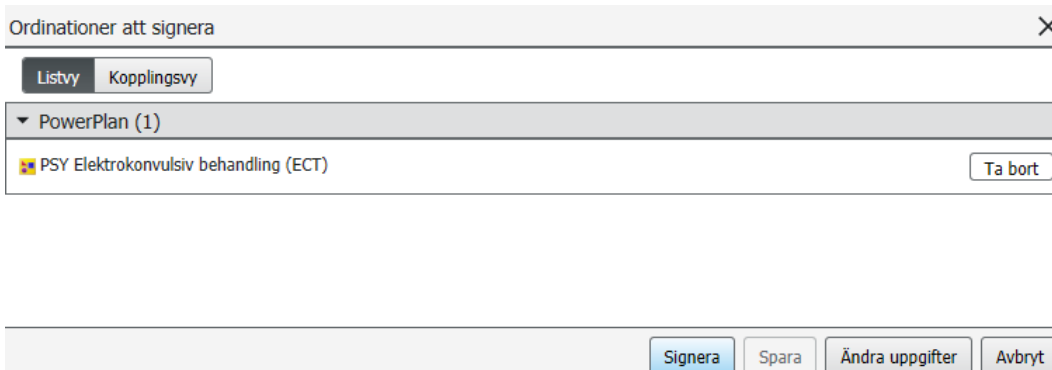 Ordinationer att signera
Listvy Kopplingsvy
PowerPlan (1)
PSY Elektrokonvulsiv behandling (ECT) Ta bort
Signera Spara Ändra uppgifter Avbryt